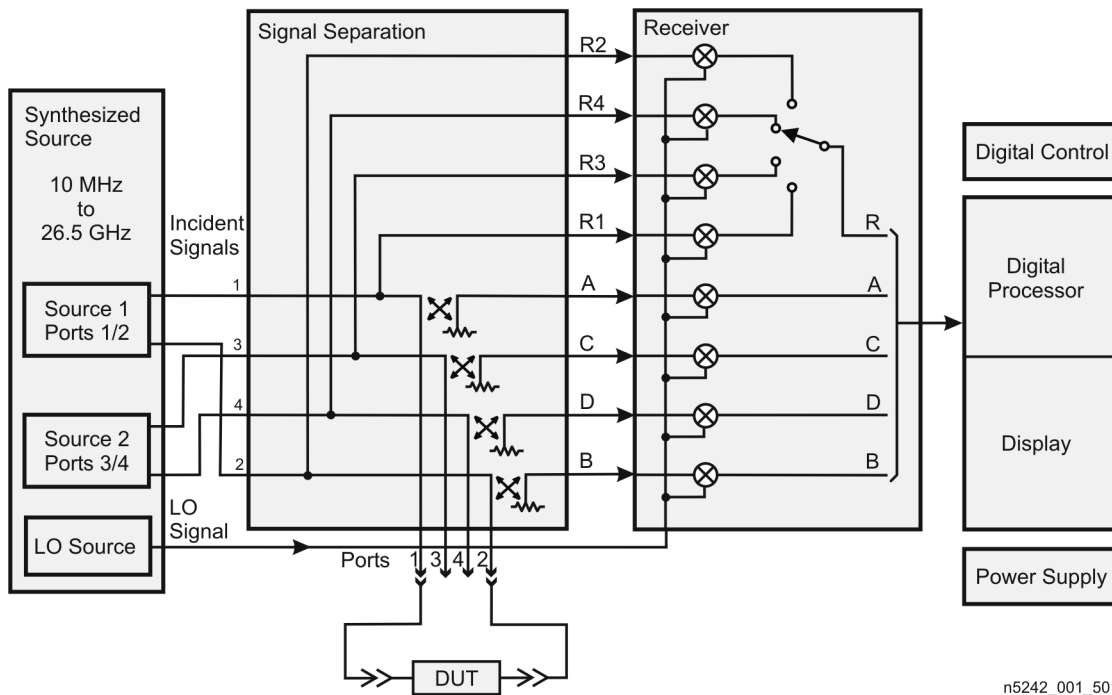 Signal Separation
Receiver
R2
R4
R3
R1
A
C
D
B
Synthesized
Source
10 MHz
to
26.5 GHz
Incident
Signals
Source 1
Ports 1/2
Source 2
Ports 3/4
LO Source
LO
Signal
1
3
4
2
Ports
1 3 4 2
DUT
R
A
C
D
B
Digital Control
Digital
Processor
Display
Power Supply
n5242_001_50